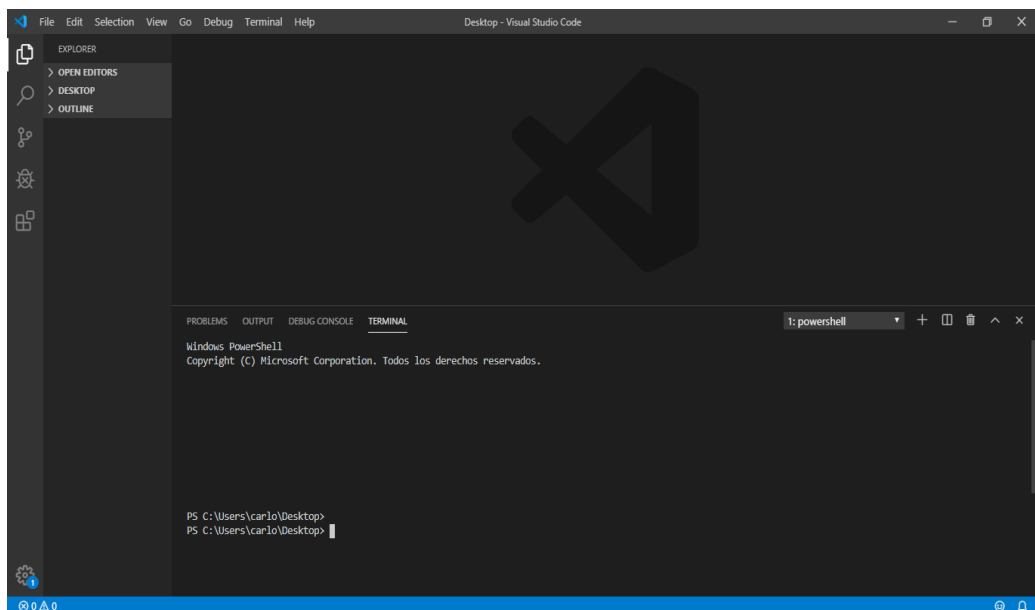 File Edit Selection View Go Debug Terminal Help Desktop - Visual Studio Code
EXPLORER
OPEN EDITORS
DESKTOP
OUTLINE
PROBLEMS OUTPUT DEBUG CONSOLE TERMINAL 1: powershell
Windows PowerShell
Copyright (C) Microsoft Corporation. Todos los derechos reservados.
PS C:\Users\carlo\Desktop>
PS C:\Users\carlo\Desktop>
1
0 0